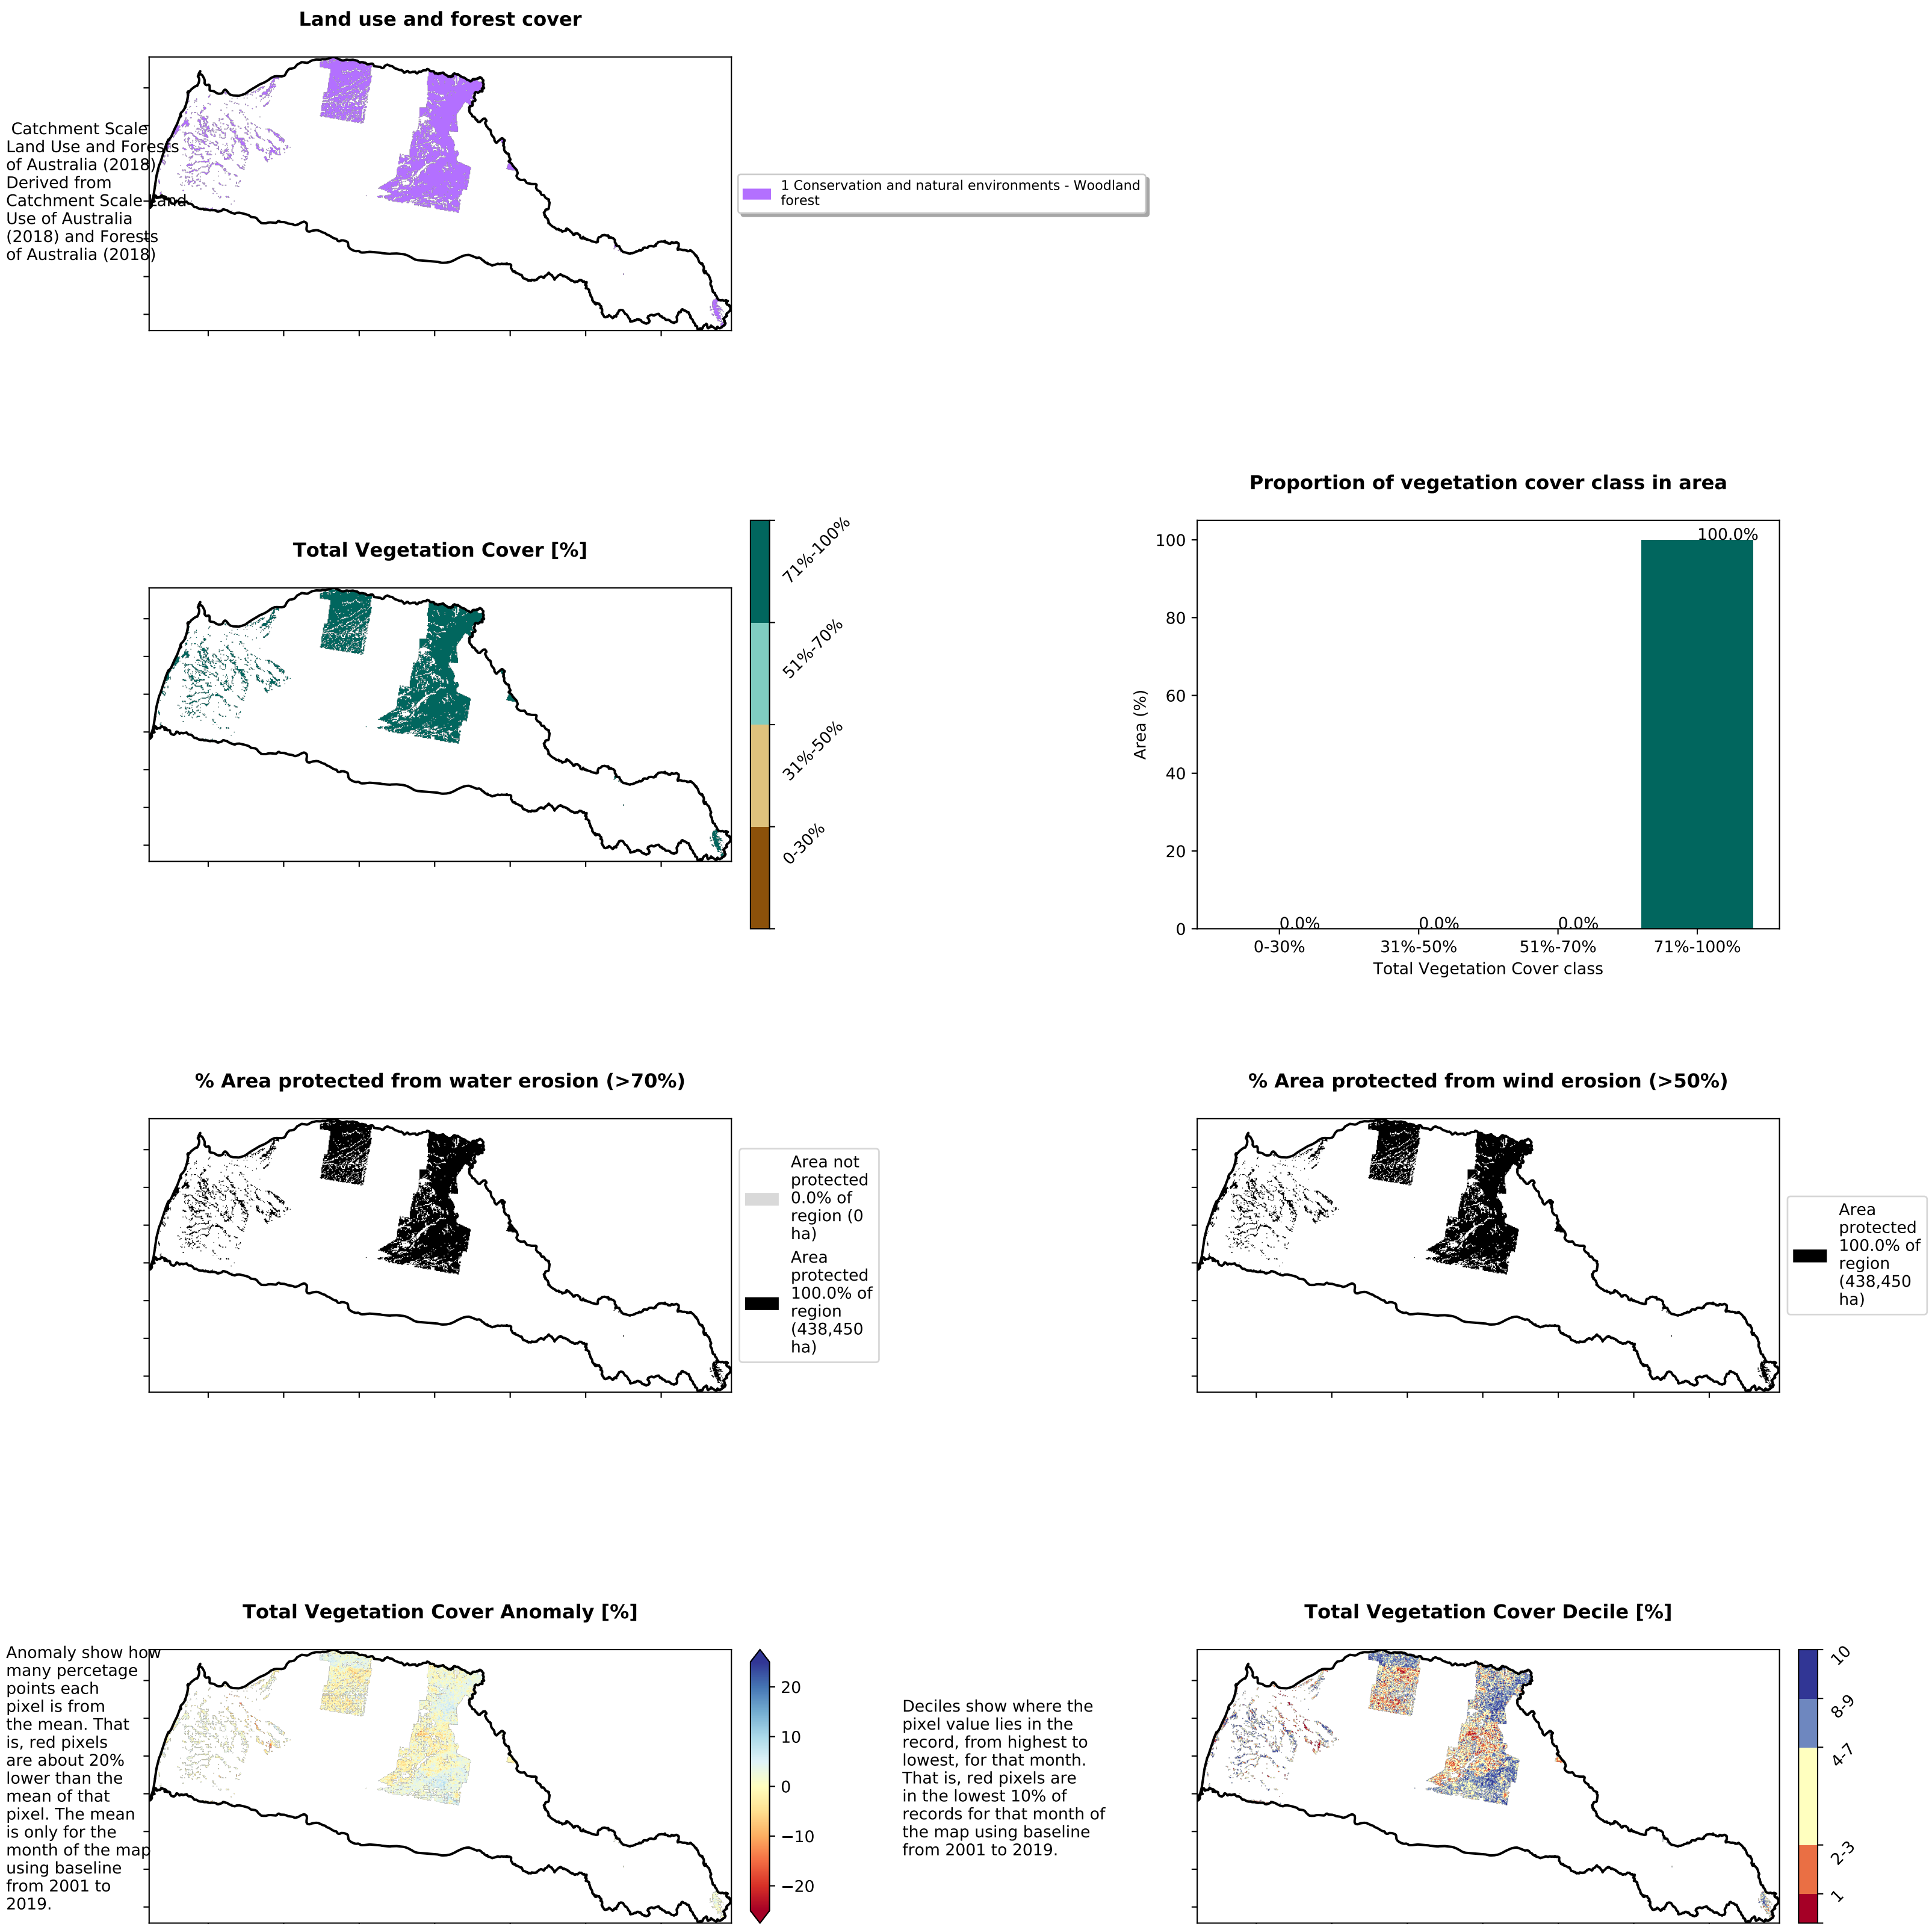 Land use and forest cover
Catchment Scale
Land Use and Forests
of Australia (2018)
Derived from
Catchment Scale Land
Use of Australia
(2018) and Forests
of Australia (2018)
1 Conservation and natural environments - Woodland
forest
Total Vegetation Cover [%]
71%-100%
51%-70%
31%-50%
0-30%
Proportion of vegetation cover class in area
100.0%
100
80
60
40
20
0
Area (%)
0.0%
0.0%
0.0%
0-30%
31%-50%
51%-70%
71%-100%
Total Vegetation Cover class
% Area protected from water erosion (>70%)
Area not
protected
0.0% of
region (0
ha)
Area
protected
100.0% of
region
(438,450
ha)
% Area protected from wind erosion (>50%)
Area
protected
100.0% of
region
(438,450
ha)
Total Vegetation Cover Anomaly [%]
Anomaly show how
many percetage
points each
pixel is from
the mean. That
is, red pixels
are about 20%
lower than the
mean of that
pixel. The mean
is only for the
month of the map
using baseline
from 2001 to
2019.
20
10
0
−10
−20
Deciles show where the
pixel value lies in the
record, from highest to
lowest, for that month.
That is, red pixels are
in the lowest 10% of
records for that month of
the map using baseline
from 2001 to 2019.
Total Vegetation Cover Decile [%]
10
8-9
4-7
2-3
1